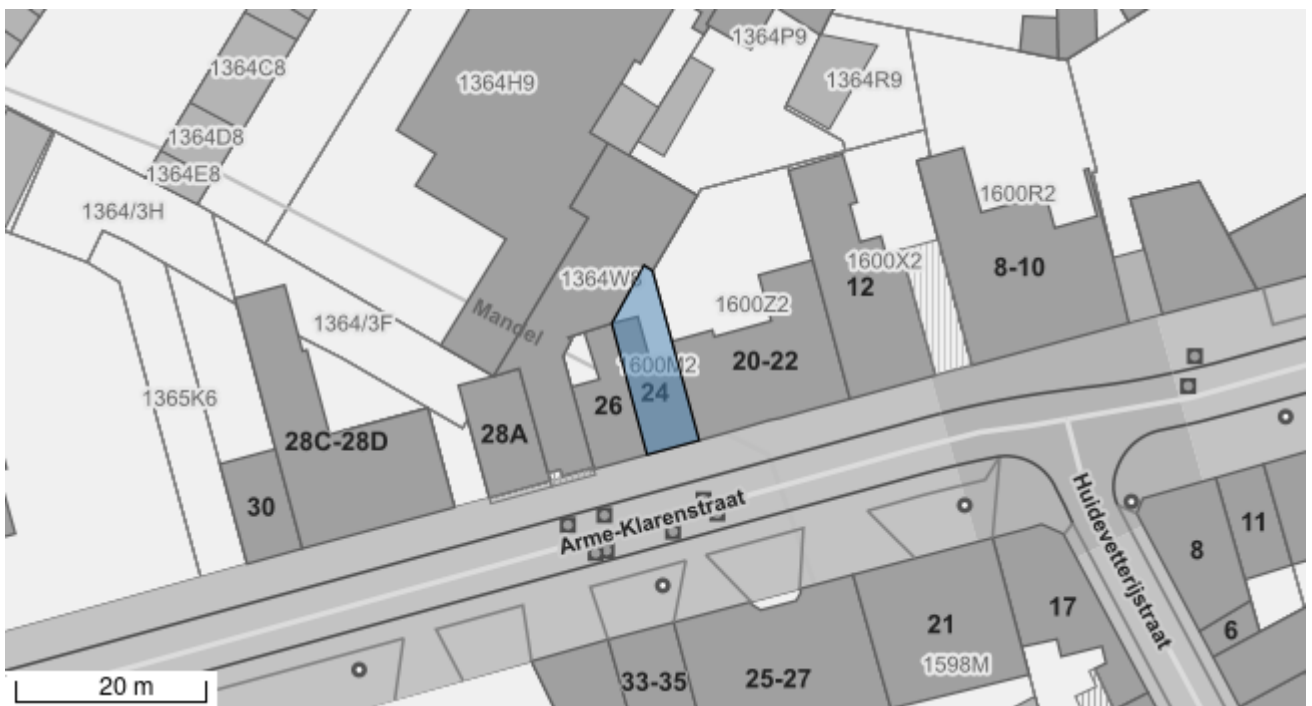 1364P9
1364C8
1364H9
1364R9
1364D8
1364E8
1364/3H
1600R2
1600X2
8-10
1364W8
12
Mandel
1600Z2
1364/3F
1600M2
20-22
24
1365K6
26
28A
28C-28D
30
Arme-Klarenstraat
Huidevetterijstraat
11
8
17
21
6
1598M
33-35
25-27
20 m